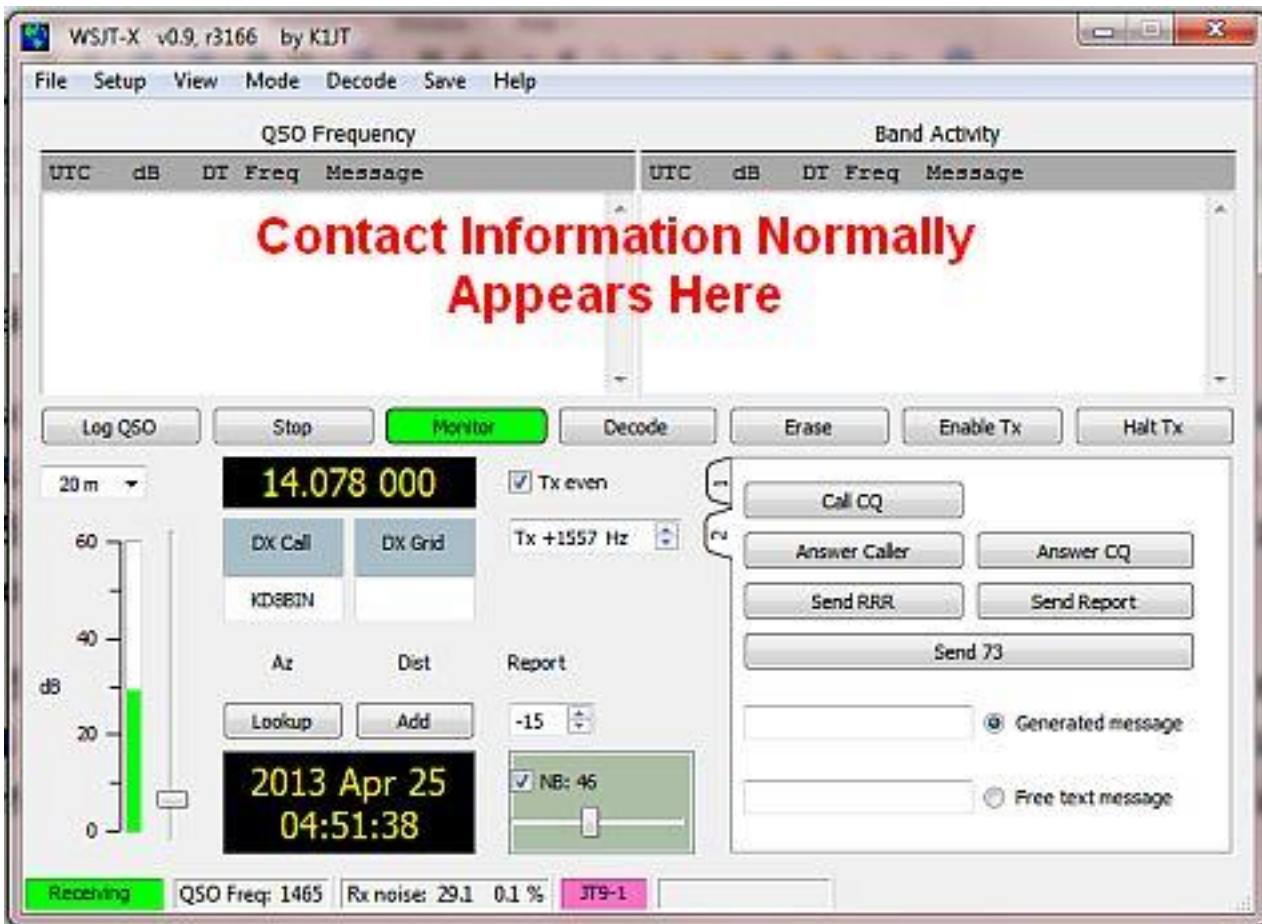 WSJT-X v0.9, r3166 by K1JT
File Setup View Mode Decode Save Help
QSO Frequency
Band Activity
UTC dB DT Freq Message
UTC dB DT Freq Message
Contact Information Normally
Appears Here
Log QSO Stop Monitor Decode Erase Enable Tx Halt Tx
20 m
14.078 000
Tx even
1
Call CQ
60
DX Call
DX Grid
Tx +1557 Hz
2
Answer Caller
Answer CQ
KD8BIN
Send RRR
Send Report
40
Az
Dist
Report
Send 73
dB
20
Lookup
Add
-15
Generated message
2013 Apr 25
04:51:38
NB: 46
Free text message
0
Receiving
QSO Freq: 1465
Rx noise: 29.1 0.1 %
JT9-1